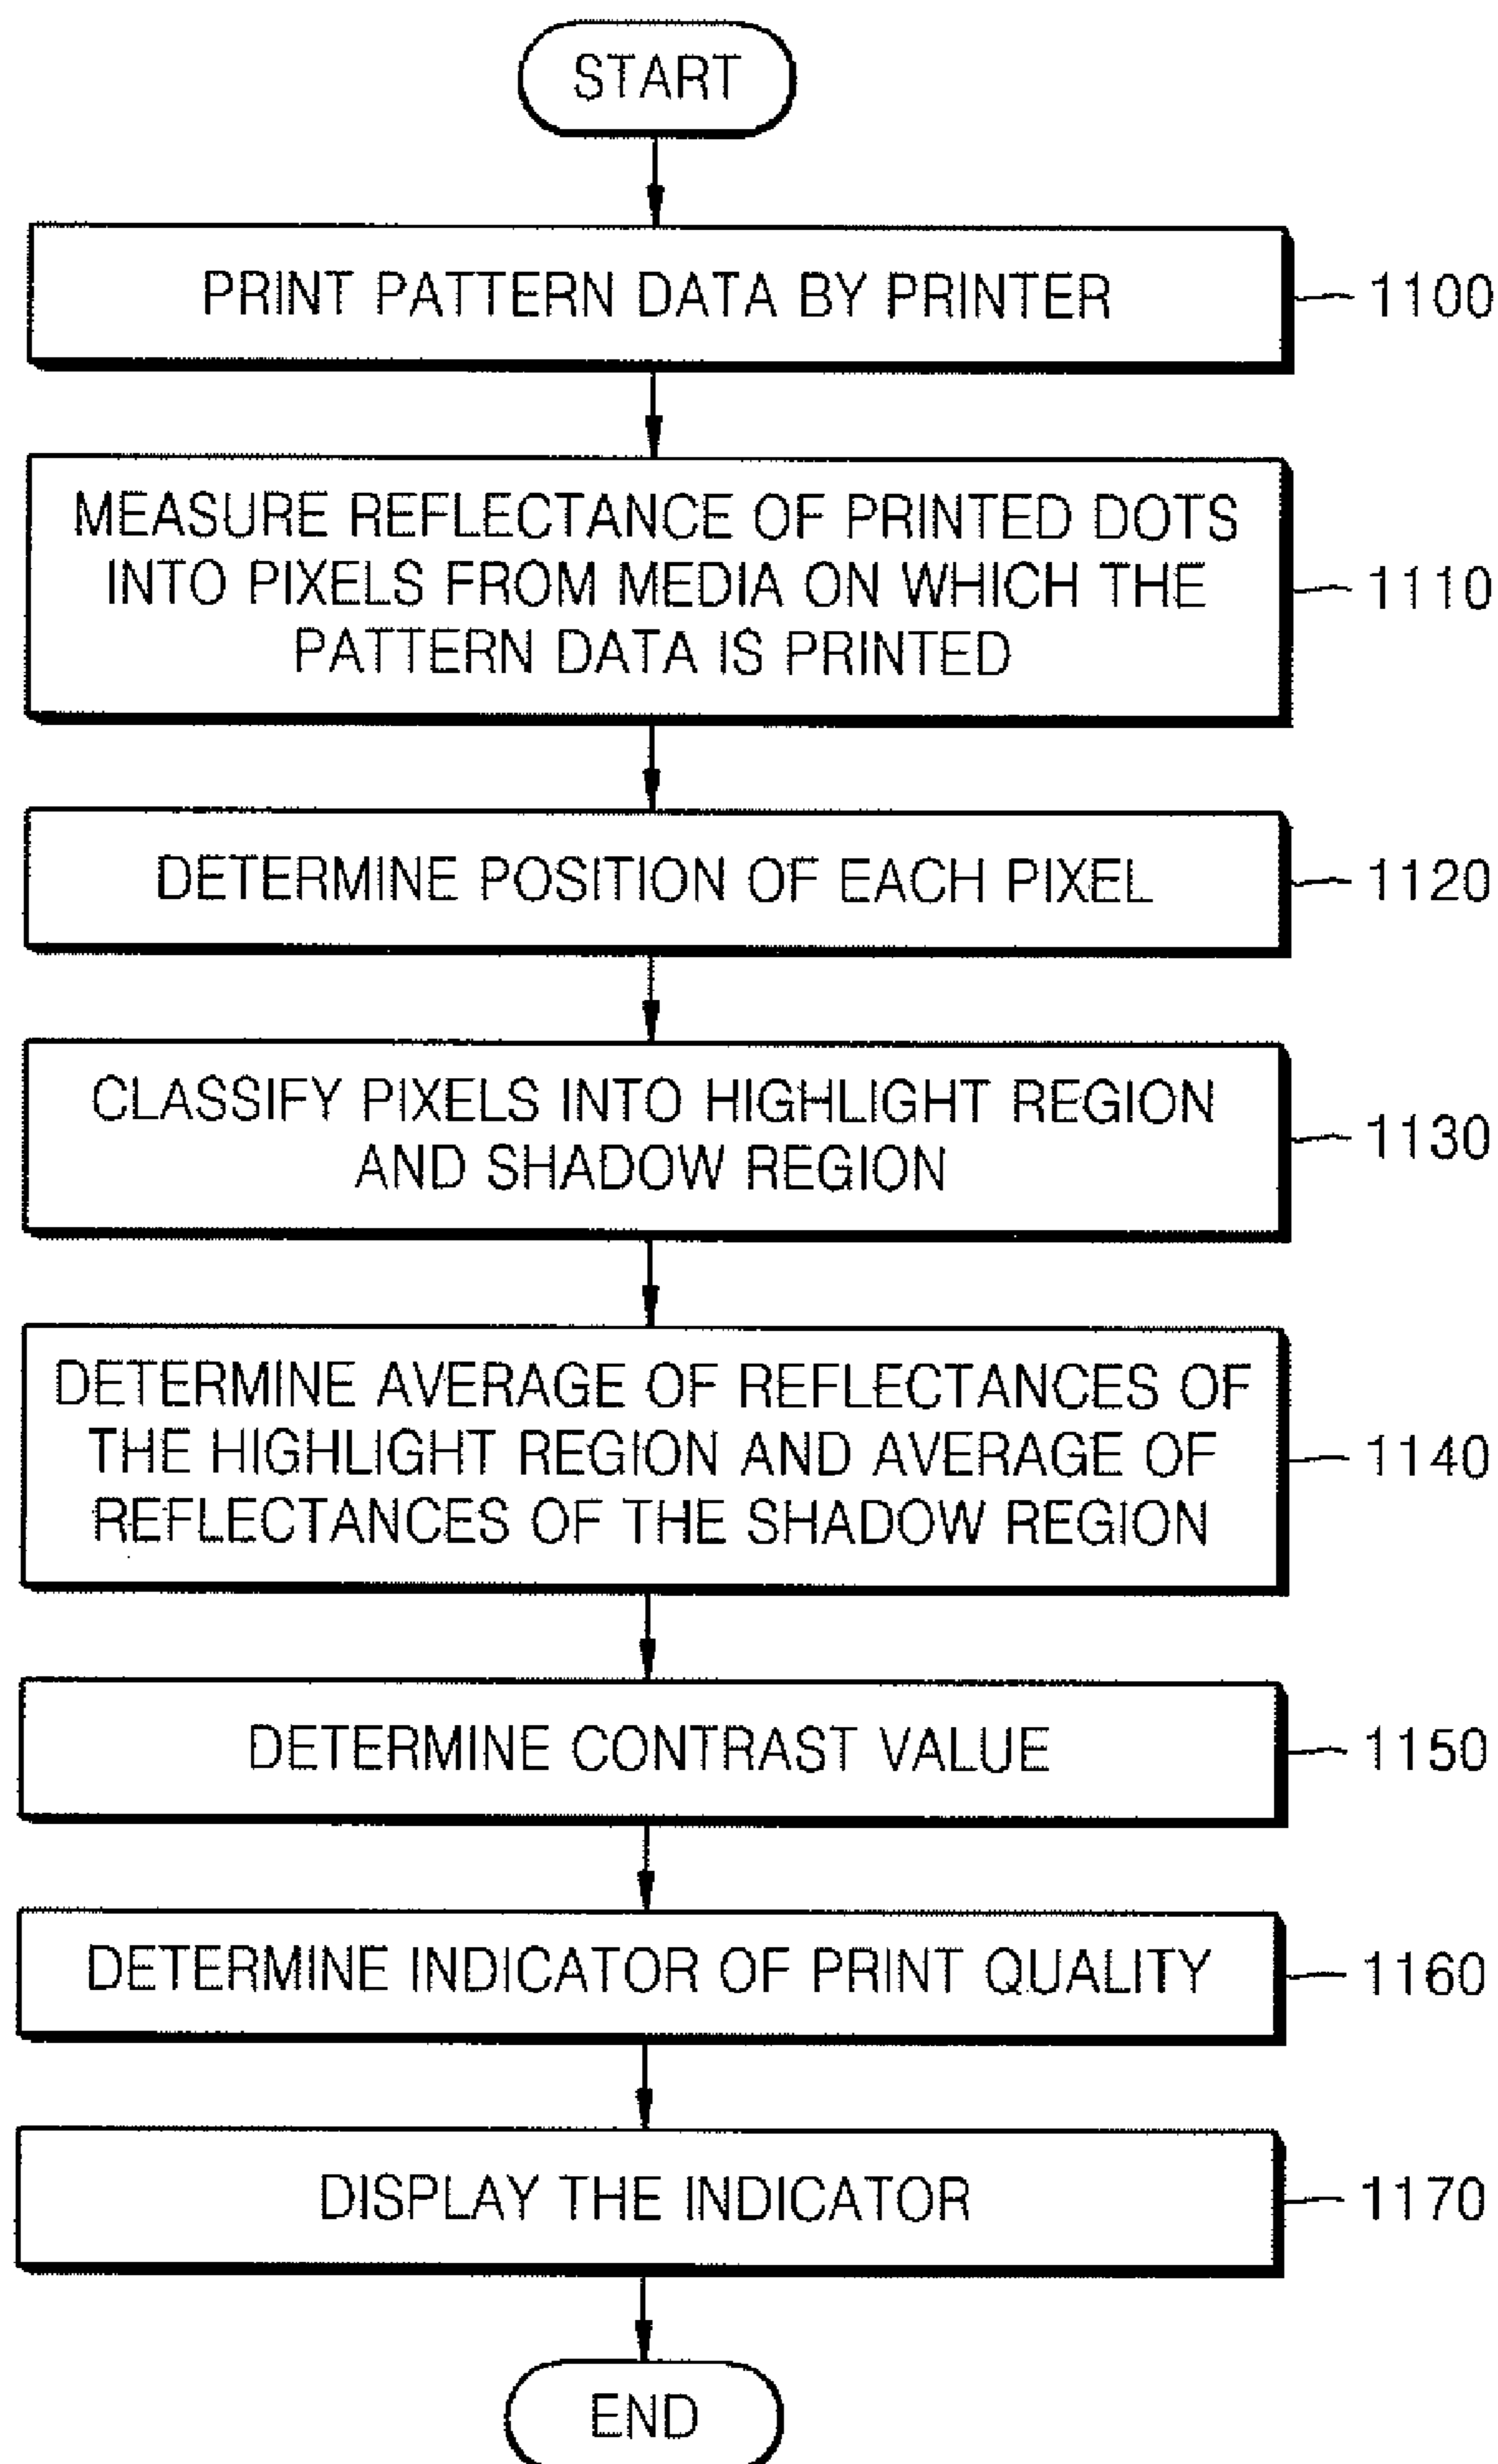 START
PRINT PATTERN DATA BY PRINTER
1100
MEASURE REFLECTANCE OF PRINTED DOTS
INTO PIXELS FROM MEDIA ON WHICH THE
PATTERN DATA IS PRINTED
1110
DETERMINE POSITION OF EACH PIXEL
1120
CLASSIFY PIXELS INTO HIGHLIGHT REGION
AND SHADOW REGION
1130
DETERMINE AVERAGE OF REFLECTANCES OF
THE HIGHLIGHT REGION AND AVERAGE OF
REFLECTANCES OF THE SHADOW REGION
1140
DETERMINE CONTRAST VALUE
1150
DETERMINE INDICATOR OF PRINT QUALITY
1160
DISPLAY THE INDICATOR
1170
END